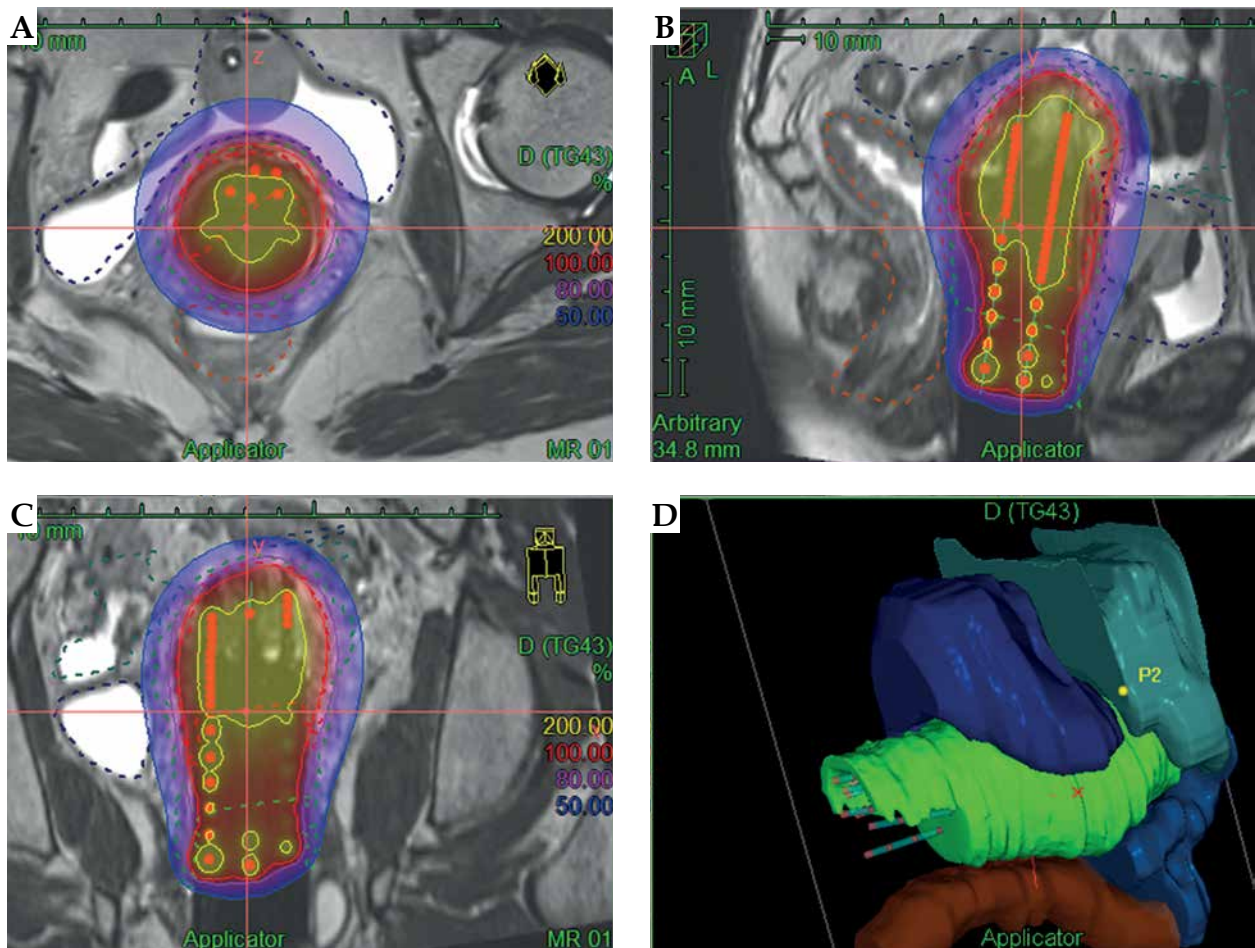 A
10 mm
z
D (TG43)
%
200.00
100.00
80.00
50.00
Applicator
MR 01
B
A
L
10 mm
y
10 mm
Arbitrary
34.8 mm
Applicator
C
y
D (TG43)
%
200.00
100.00
80.00
50.00
Applicator
MR 01
D
D (TG43)
P2
Applicator